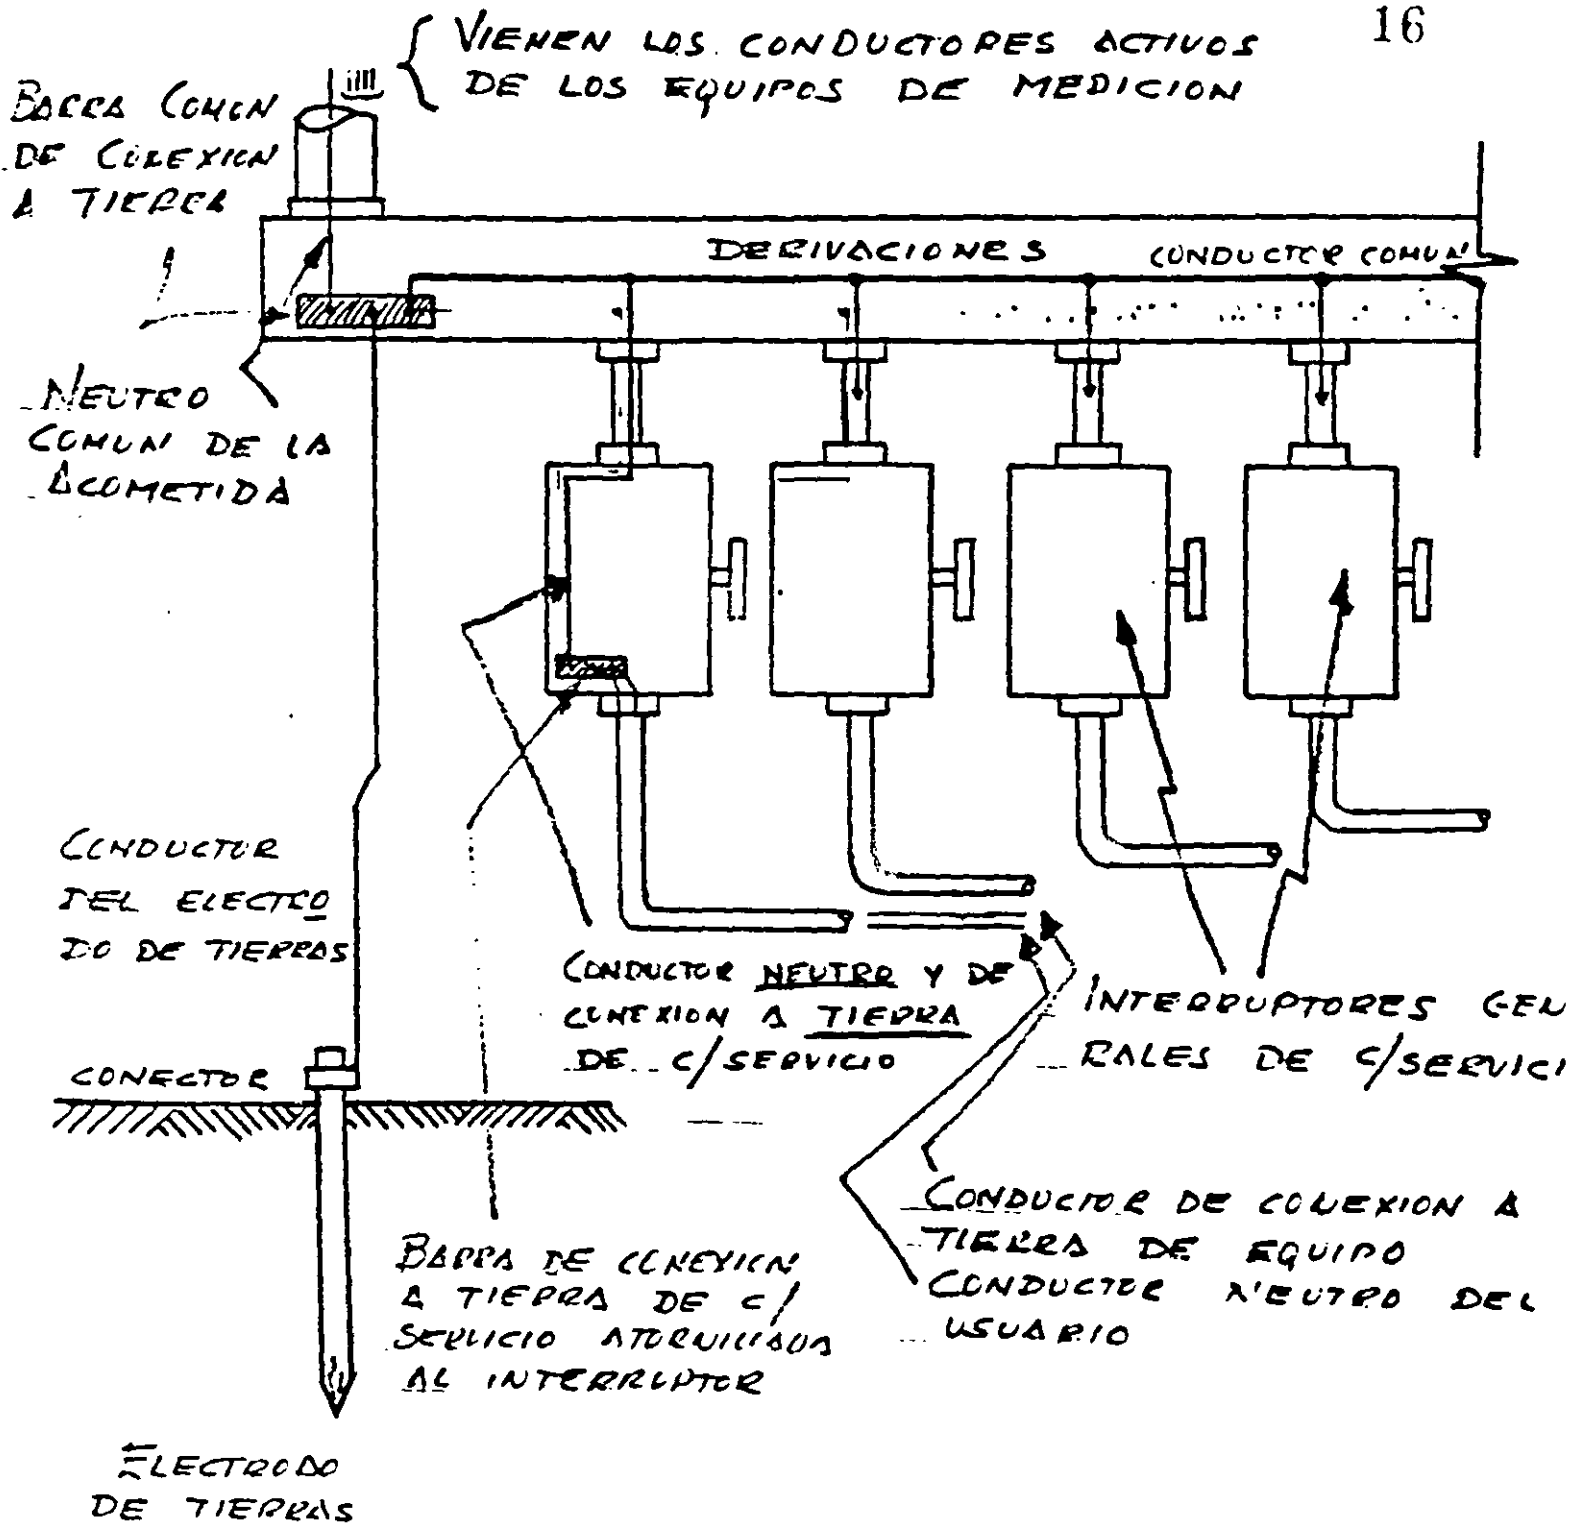 16
VIENEN LOS CONDUCTORES ACTIVOS
DE LOS EQUIPOS DE MEDICION
BARRA COMUN
DE CONEXION
A TIERRA
DERIVACIONES
CONDUCTOR COMUN
NEUTRO
COMUN DE LA
ACOMETIDA
CONDUCTOR
DEL ELECTRO
DO DE TIERRAS
CONDUCTOR NEUTRO Y DE
CONEXION A TIERRA
DE C/SERVICIO
INTERRUPTORES GEN
RALES DE C/SERVICI
CONECTOR
CONDUCTOR DE CONEXION A
TIERRA DE EQUIPO
CONDUCTOR NEUTRO DEL
USUARIO
BARRA DE CONEXION
A TIERRA DE C/
SERVICIO ATORNILLADA
AL INTERRUPTOR
ELECTRODO
DE TIERRAS